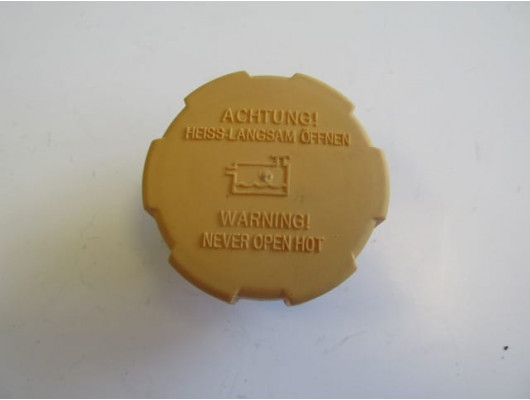 ACHTUNG!
HEISS-LANGSAM ÖFFNEN
WARNING!
NEVER OPEN HOT